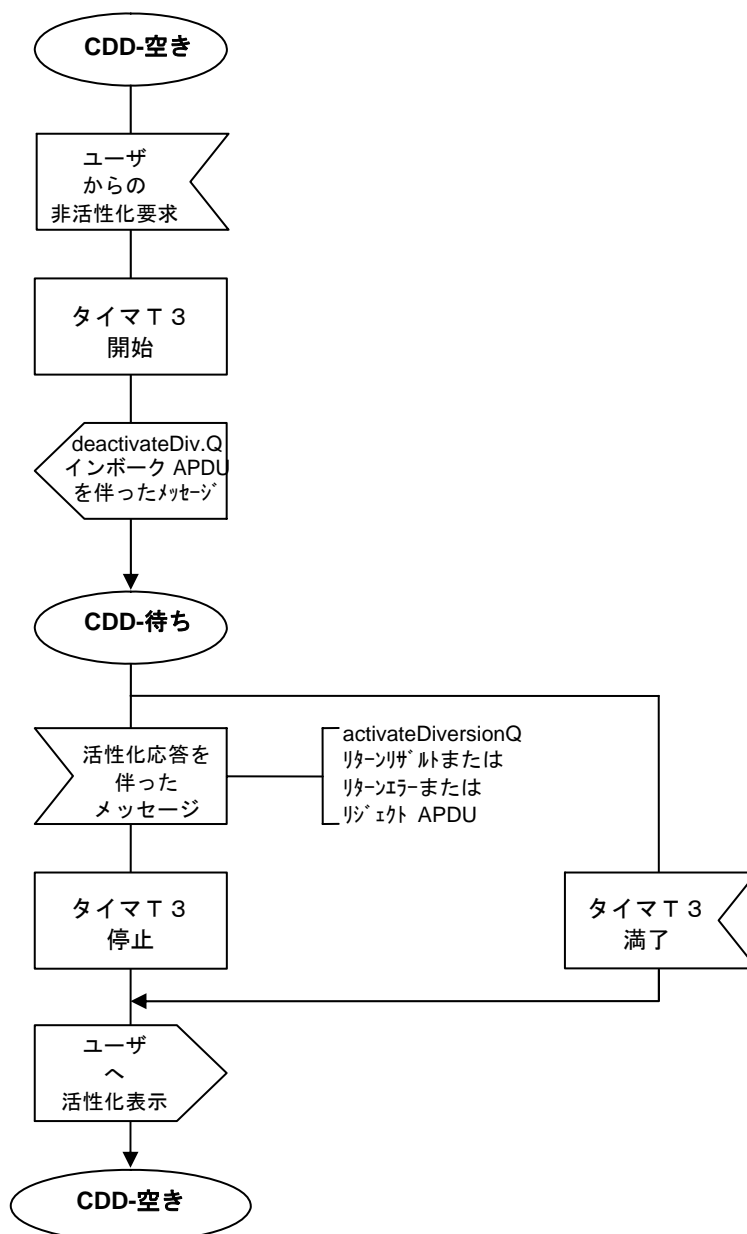 CDD-空き
ユーザ
からの
非活性化要求
タイマＴ３
開始
deactivateDiv.Q
インボーク APDU
を伴ったﾒｯｾｰｼﾞ
CDD-待ち
活性化応答を
伴った
メッセージ
activateDiversionQ
ﾘﾀｰﾝﾘｻﾞﾙﾄまたは
ﾘﾀｰﾝｴﾗｰまたは
ﾘｼﾞｪｸﾄ APDU
タイマＴ３
停止
タイマＴ３
満了
ユーザ
へ
活性化表示
CDD-空き